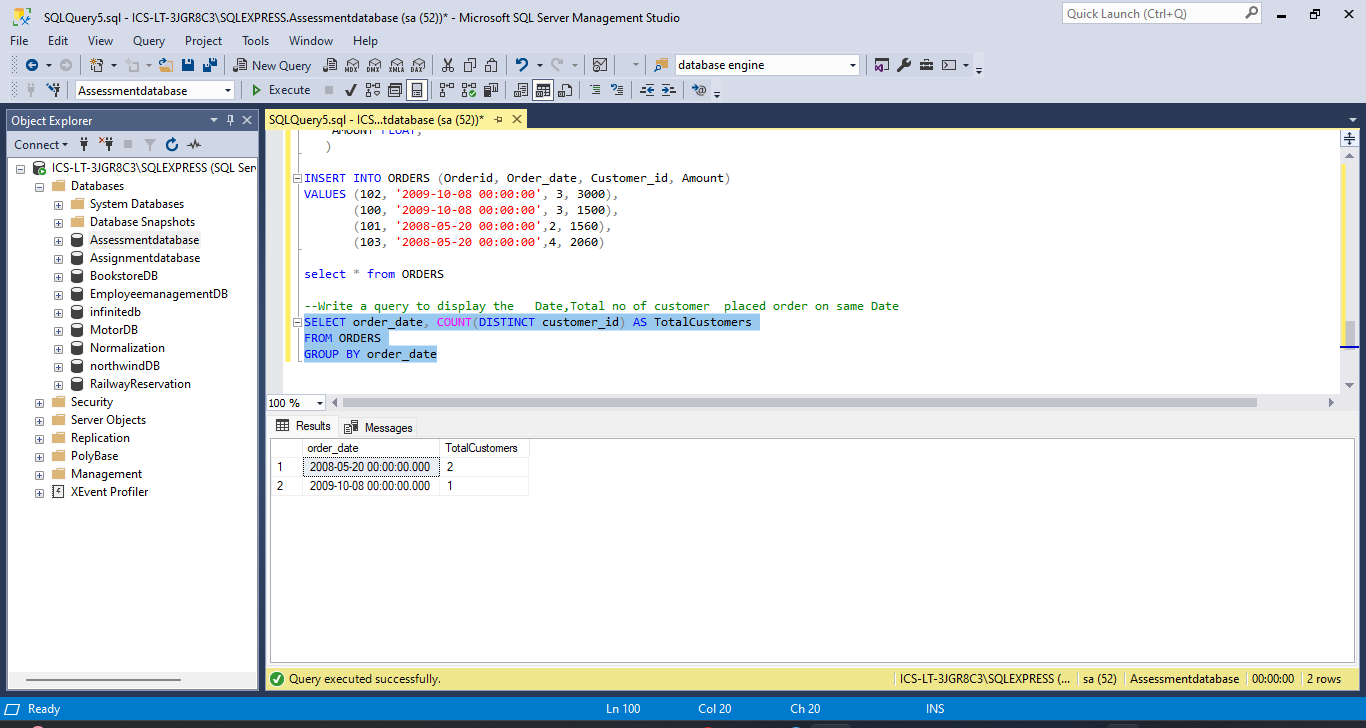 SQLQuery5.sql - ICS-LT-3JGR8C3\SQLEXPRESS.Assessmentdatabase (sa (52))* - Microsoft SQL Server Management Studio
Quick Launch (Ctrl+Q)
File Edit View Query Project Tools Window Help
New Query MDX DMX XMLA DAX database engine
Assessmentdatabase Execute
Object Explorer
Connect
ICS-LT-3JGR8C3\SQLEXPRESS (SQL Ser
Databases
System Databases
Database Snapshots
Assessmentdatabase
Assignmentdatabase
BookstoreDB
EmployeemanagementDB
infinitedb
MotorDB
Normalization
northwindDB
RailwayReservation
Security
Server Objects
Replication
PolyBase
Management
XEvent Profiler
SQLQuery5.sql - ICS...tdatabase (sa (52))*
AMOUNT FLOAT,
)
INSERT INTO ORDERS (Orderid, Order_date, Customer_id, Amount)
VALUES (102, '2009-10-08 00:00:00', 3, 3000),
(100, '2009-10-08 00:00:00', 3, 1500),
(101, '2008-05-20 00:00:00',2, 1560),
(103, '2008-05-20 00:00:00',4, 2060)
select * from ORDERS
--Write a query to display the   Date,Total no of customer  placed order on same Date
SELECT order_date, COUNT(DISTINCT customer_id) AS TotalCustomers
FROM ORDERS
GROUP BY order_date
100 %
Results Messages
order_date TotalCustomers
1 2008-05-20 00:00:00.000 2
2 2009-10-08 00:00:00.000 1
Query executed successfully. ICS-LT-3JGR8C3\SQLEXPRESS (... sa (52) Assessmentdatabase 00:00:00 2 rows
Ready Ln 100 Col 20 Ch 20 INS